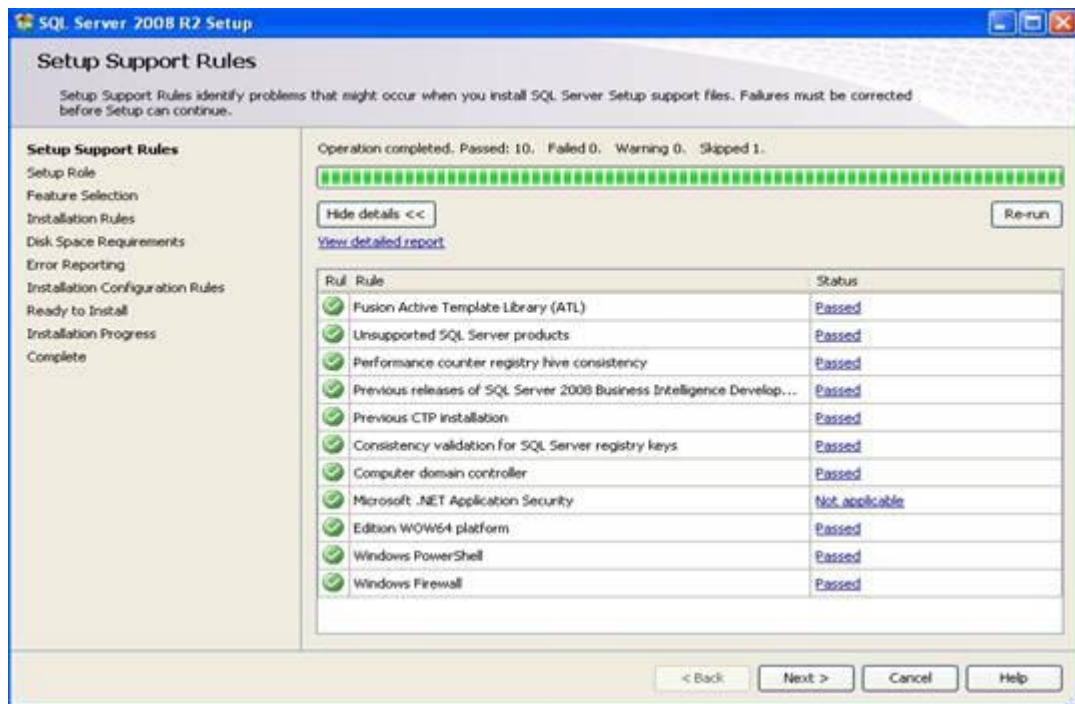 SQL Server 2008 R2 Setup
Setup Support Rules
Setup Support Rules identify problems that might occur when you install SQL Server Setup support files. Failures must be corrected
before Setup can continue.
Setup Support Rules
Setup Role
Feature Selection
Installation Rules
Disk Space Requirements
Error Reporting
Installation Configuration Rules
Ready to Install
Installation Progress
Complete
Operation completed. Passed: 10. Failed 0. Warning 0. Skipped 1.
Hide details << Re-run
View detailed report
Rul Rule Status
Fusion Active Template Library (ATL) Passed
Unsupported SQL Server products Passed
Performance counter registry hive consistency Passed
Previous releases of SQL Server 2008 Business Intelligence Develop... Passed
Previous CTP installation Passed
Consistency validation for SQL Server registry keys Passed
Computer domain controller Passed
Microsoft .NET Application Security Not applicable
Edition WOW64 platform Passed
Windows PowerShell Passed
Windows Firewall Passed
< Back Next > Cancel Help